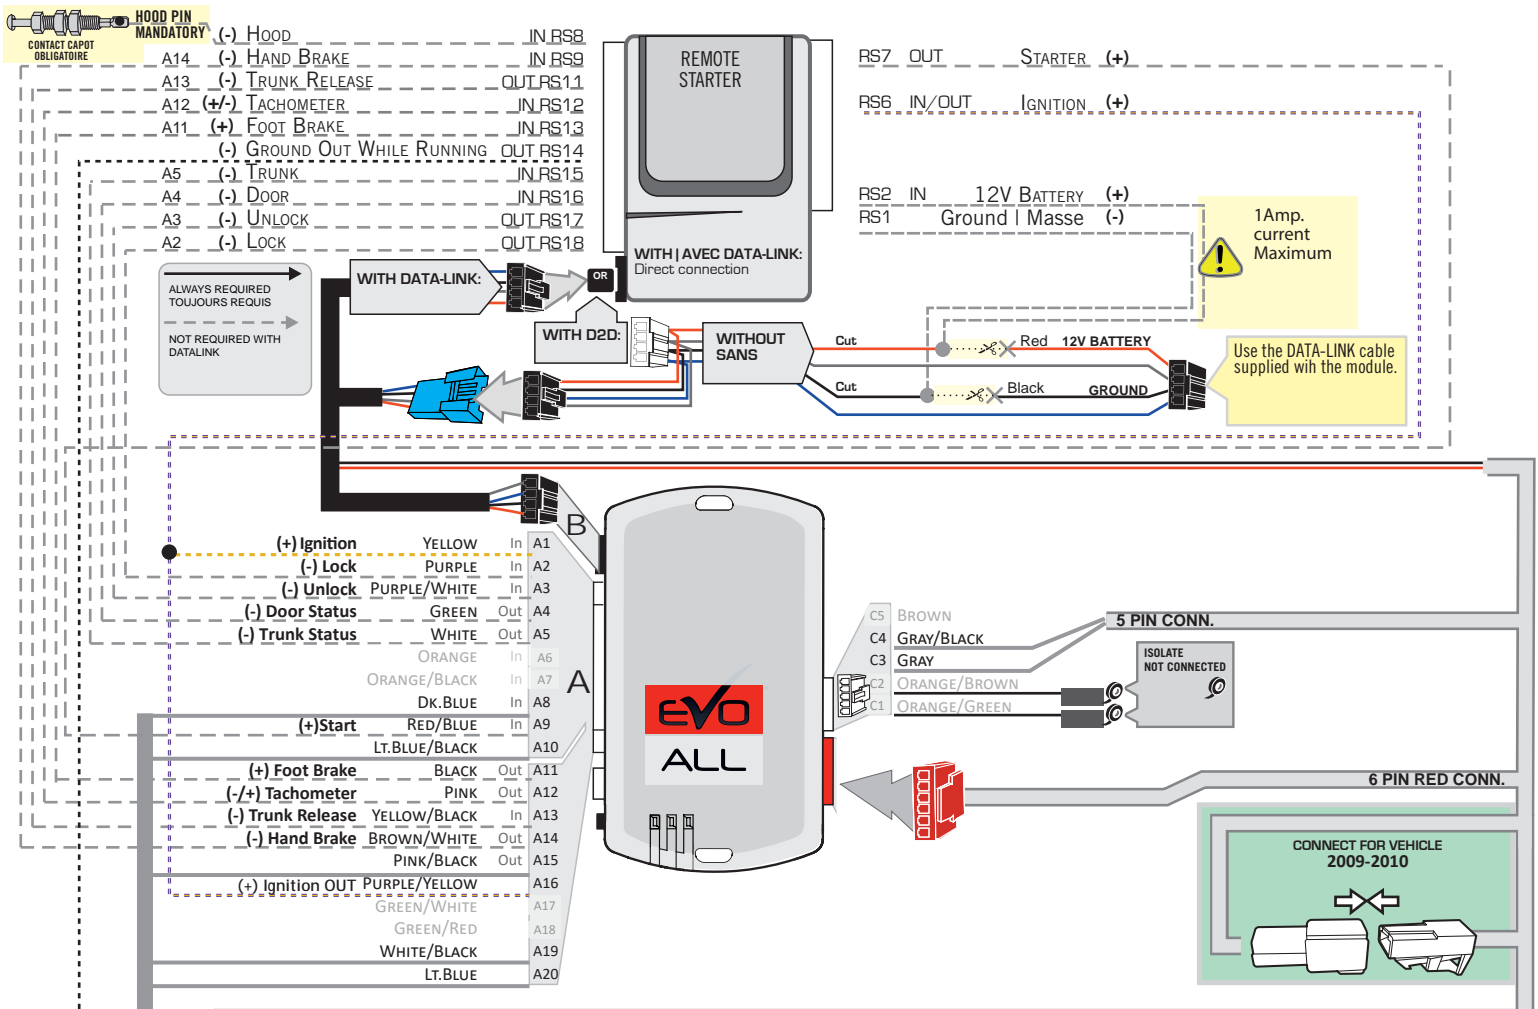 HOOD PIN
MANDATORY
CONTACT CAPOT
OBLIGATOIRE
(-) HOOD IN RS8
A14 (-) HAND BRAKE IN RS9
A13 (-) TRUNK RELEASE OUT RS11
A12 (+/-) TACHOMETER IN RS12
A11 (+) FOOT BRAKE IN RS13
(-) GROUND OUT WHILE RUNNING OUT RS14
A5 (-) TRUNK IN RS15
A4 (-) DOOR IN RS16
A3 (-) UNLOCK OUT RS17
A2 (-) LOCK OUT RS18
REMOTE
STARTER
WITH | AVEC DATA-LINK:
Direct connection
RS7 OUT STARTER (+)
RS6 IN/OUT IGNITION (+)
RS2 IN 12V BATTERY (+)
RS1 Ground | Masse (-)
1Amp.
current
Maximum
ALWAYS REQUIRED
TOUJOURS REQUIS
NOT REQUIRED WITH
DATALINK
WITH DATA-LINK:
OR
WITH D2D:
WITHOUT
SANS
Cut Red 12V BATTERY
Cut Black GROUND
Use the DATA-LINK cable
supplied wih the module.
B
A
(+) Ignition YELLOW In A1
(-) Lock PURPLE In A2
(-) Unlock PURPLE/WHITE In A3
(-) Door Status GREEN Out A4
(-) Trunk Status WHITE Out A5
ORANGE In A6
ORANGE/BLACK In A7
DK.BLUE In A8
(+)Start RED/BLUE In A9
LT.BLUE/BLACK A10
(+) Foot Brake BLACK Out A11
(-/+) Tachometer PINK Out A12
(-) Trunk Release YELLOW/BLACK In A13
(-) Hand Brake BROWN/WHITE Out A14
PINK/BLACK Out A15
(+) Ignition OUT PURPLE/YELLOW A16
GREEN/WHITE A17
GREEN/RED A18
WHITE/BLACK A19
LT.BLUE A20
EVO
ALL
C5 BROWN
C4 GRAY/BLACK
C3 GRAY
C2 ORANGE/BROWN
C1 ORANGE/GREEN
5 PIN CONN.
ISOLATE
NOT CONNECTED
6 PIN RED CONN.
CONNECT FOR VEHICLE
2009-2010